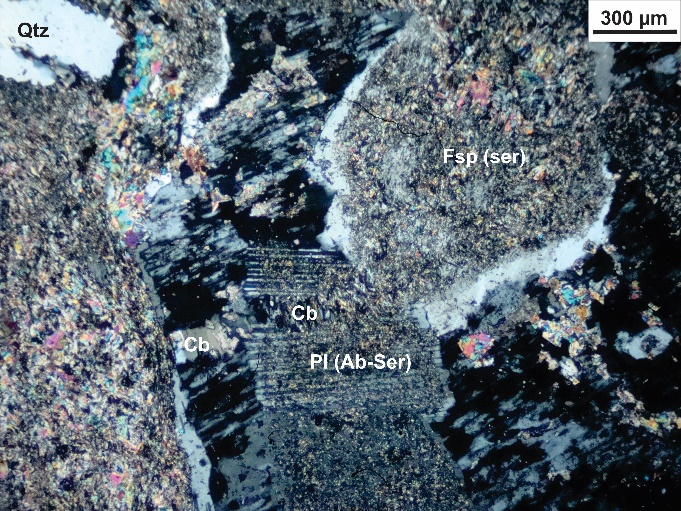 Qtz
300 µm
Fsp (ser)
Cb
Cb
Pl (Ab-Ser)